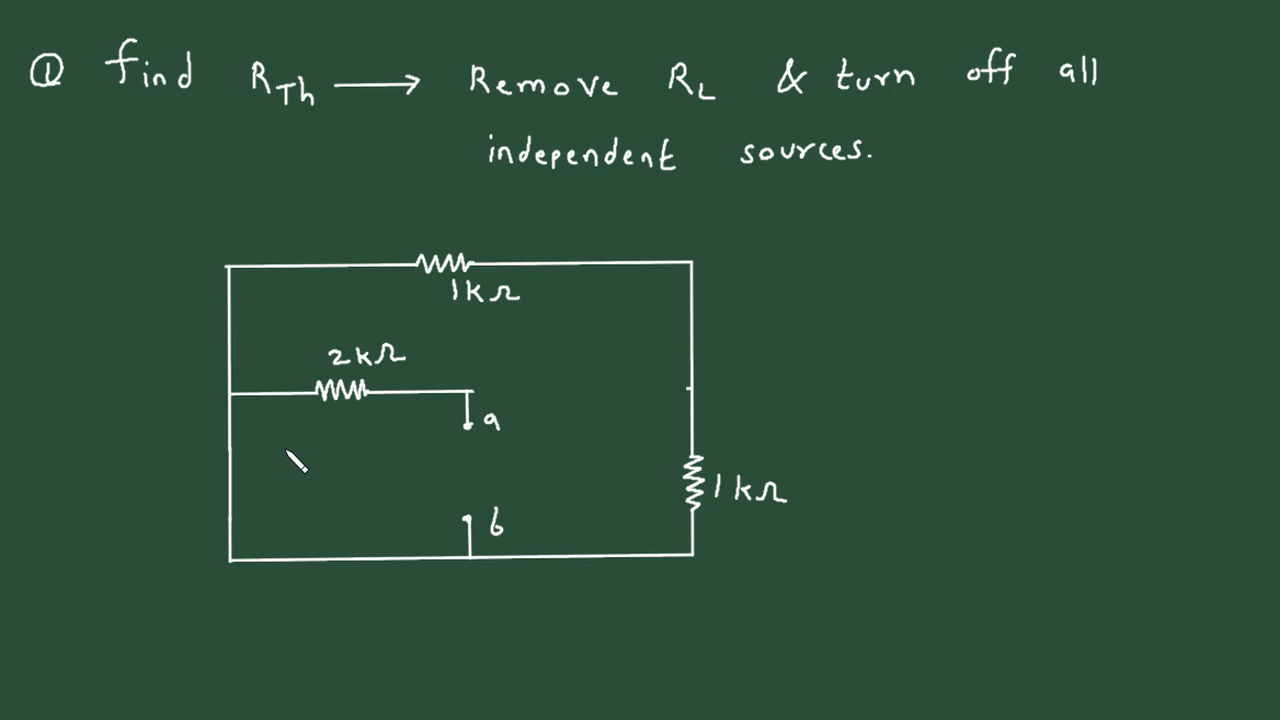 ① find R_Th → Remove R_L & turn off all
independent sources.
1kΩ
2kΩ
a
1kΩ
b